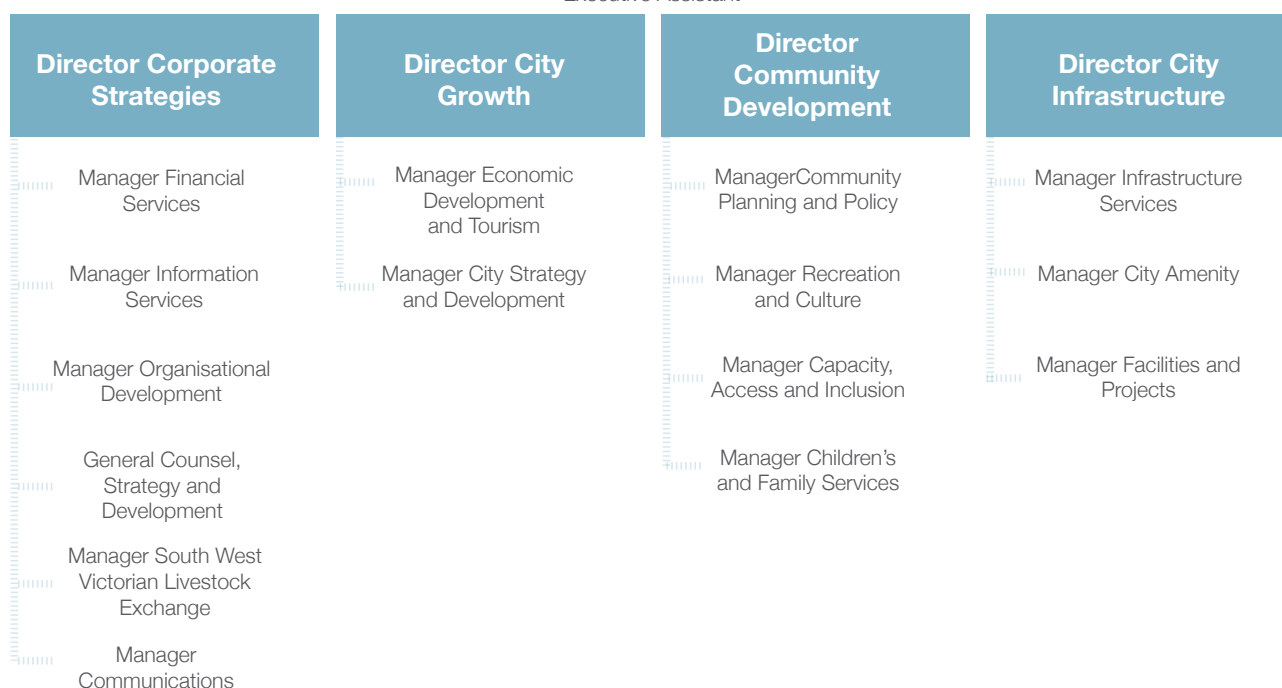 Executive Assistant
Director Corporate
Strategies
Manager Financial
Services
Manager Information
Services
Manager Organisational
Development
General Counsel,
Strategy and
Development
Manager South West
Victorian Livestock
Exchange
Manager
Communications
Director City
Growth
Manager Economic
Development
and Tourism
Manager City Strategy
and Development
Director
Community
Development
ManagerCommunity
Planning and Policy
Manager Recreation
and Culture
Manager Capacity,
Access and Inclusion
Manager Children’s
and Family Services
Director City
Infrastructure
Manager Infrastructure
Services
Manager City Amenity
Manager Facilities and
Projects